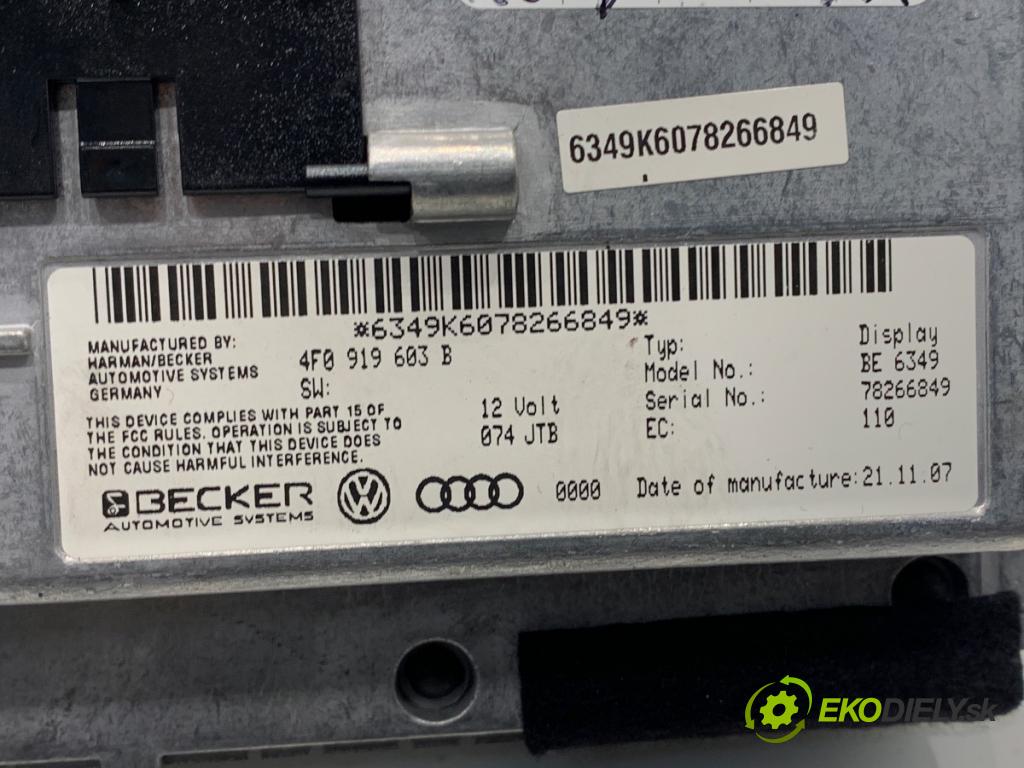 6349K6078266849
*6349K6078266849*
MANUFACTURED BY:
HARMAN/BECKER
AUTOMOTIVE SYSTEMS
GERMANY
4F0 919 603 B
SW:
THIS DEVICE COMPLIES WITH PART 15 OF
THE FCC RULES. OPERATION IS SUBJECT TO
THE CONDITION THAT THIS DEVICE DOES
NOT CAUSE HARMFUL INTERFERENCE.
12 Volt
074 JTB
Typ: Display
Model No.: BE 6349
Serial No.: 78266849
EC: 110
BECKER
AUTOMOTIVE SYSTEMS
0000 Date of manufacture: 21.11.07
EKODIELY.sk